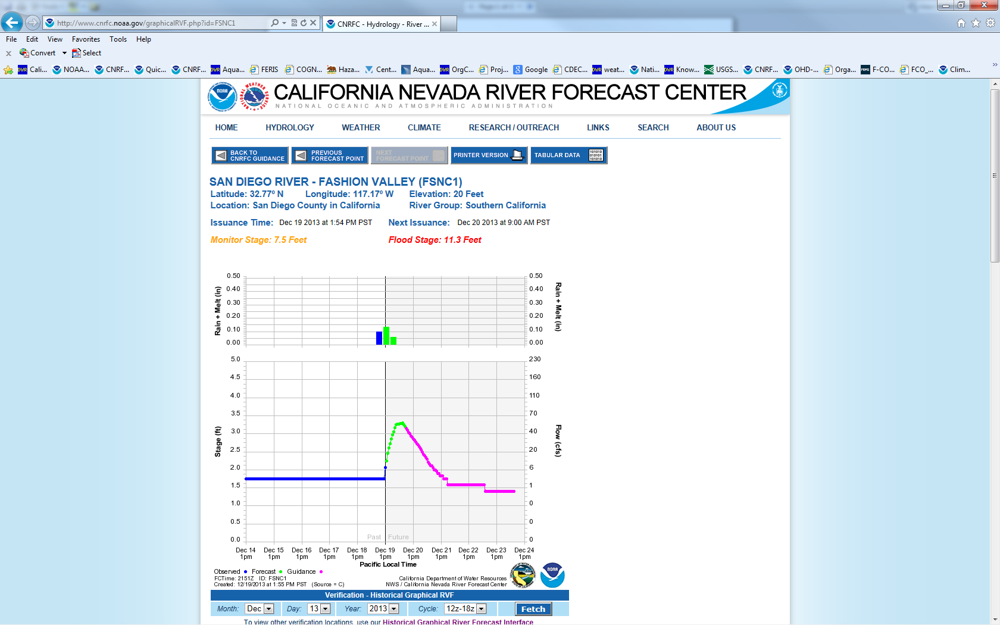 http://www.cnrfc.noaa.gov/graphicalRVF.php?id=FSNC1
CNRFC - Hydrology - River ...
File Edit View Favorites Tools Help
x Convert Select
Cali... NOAA... CNRF... Quic... CNRF... Aqua... FERIS COGN... Haza... Cent... Aqua... OrgC... Proj... Google CDEC... weat... Nati... Know... USGS... CNRF... OHD-... Orga... F-CO... FCO_... Clim...
CALIFORNIA NEVADA RIVER FORECAST CENTER
NATIONAL OCEANIC AND ATMOSPHERIC ADMINISTRATION
HOME HYDROLOGY WEATHER CLIMATE RESEARCH / OUTREACH LINKS SEARCH ABOUT US
BACK TO CNRFC GUIDANCE PREVIOUS FORECAST POINT NEXT FORECAST POINT PRINTER VERSION TABULAR DATA
SAN DIEGO RIVER - FASHION VALLEY (FSNC1)
Latitude: 32.77º N Longitude: 117.17º W Elevation: 20 Feet
Location: San Diego County in California River Group: Southern California
Issuance Time: Dec 19 2013 at 1:54 PM PST Next Issuance: Dec 20 2013 at 9:00 AM PST
Monitor Stage: 7.5 Feet Flood Stage: 11.3 Feet
Rain + Melt (in)
0.50 0.50
0.40 0.40
0.30 0.30
0.20 0.20
0.10 0.10
0.00 0.00
Rain + Melt (in)
Stage (ft)
5.0 230
4.5 160
4.0 110
3.5 70
3.0 40
2.5 20
2.0 6
1.5 1
1.0 0
0.5 0
0.0 0
Flow (cfs)
Past Future
Dec 14 Dec 15 Dec 16 Dec 17 Dec 18 Dec 19 Dec 20 Dec 21 Dec 22 Dec 23 Dec 24
1pm 1pm 1pm 1pm 1pm 1pm 1pm 1pm 1pm 1pm 1pm
Pacific Local Time
Observed Forecast Guidance
FCTime: 2151Z ID: FSNC1 California Department of Water Resources
Created: 12/19/2013 at 1:55 PM PST (Source = C) NWS / California Nevada River Forecast Center
Verification - Historical Graphical RVF
Month: Dec Day: 13 Year: 2013 Cycle: 12z-18z Fetch
To view other verification locations, use our Historical Graphical River Forecast Interface